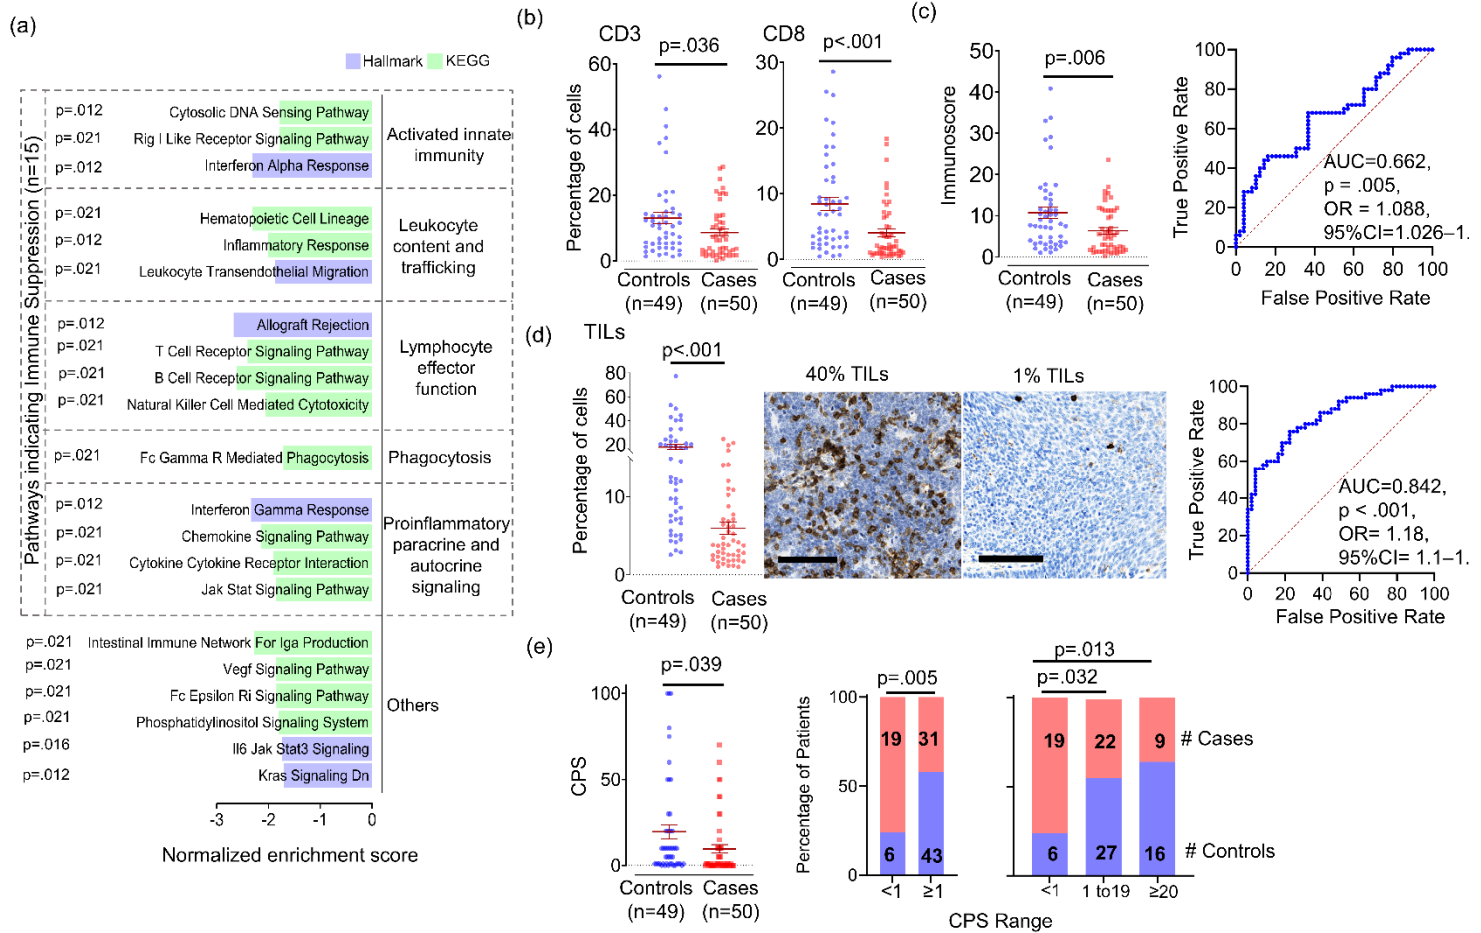 (a)
Hallmark KEGG
Pathways indicating Immune Suppression (n=15)
p=.012 Cytosolic DNA Sensing Pathway
p=.021 Rig I Like Receptor Signaling Pathway
p=.012 Interferon Alpha Response
Activated innate
immunity
p=.021 Hematopoietic Cell Lineage
p=.012 Inflammatory Response
p=.021 Leukocyte Transendothelial Migration
Leukocyte
content and
trafficking
p=.012 Allograft Rejection
p=.021 T Cell Receptor Signaling Pathway
p=.021 B Cell Receptor Signaling Pathway
p=.021 Natural Killer Cell Mediated Cytotoxicity
Lymphocyte
effector
function
p=.021 Fc Gamma R Mediated Phagocytosis
Phagocytosis
p=.012 Interferon Gamma Response
p=.021 Chemokine Signaling Pathway
p=.021 Cytokine Cytokine Receptor Interaction
p=.021 Jak Stat Signaling Pathway
Proinflammatory
paracrine and
autocrine
signaling
p=.021 Intestinal Immune Network For Iga Production
p=.021 Vegf Signaling Pathway
p=.021 Fc Epsilon Ri Signaling Pathway
p=.021 Phosphatidylinositol Signaling System
p=.016 Il6 Jak Stat3 Signaling
p=.012 Kras Signaling Dn
Others
-3 -2 -1 0
Normalized enrichment score
(b)
CD3
p=.036
Percentage of cells
60
40
20
0
Controls Cases
(n=49) (n=50)
CD8
p<.001
30
20
10
0
Controls Cases
(n=49) (n=50)
(c)
p=.006
Immunoscore
50
40
30
20
10
0
Controls Cases
(n=49) (n=50)
True Positive Rate
100
80
60
40
20
0
AUC=0.662,
p = .005,
OR = 1.088,
95%CI=1.026–1.
0 20 40 60 80 100
False Positive Rate
(d)
TILs
p<.001
Percentage of cells
80
60
40
20
10
0
Controls Cases
(n=49) (n=50)
40% TILs
1% TILs
True Positive Rate
100
80
60
40
20
0
AUC=0.842,
p < .001,
OR= 1.18,
95%CI= 1.1–1.
0 20 40 60 80 100
False Positive Rate
(e)
p=.039
CPS
100
50
0
Controls Cases
(n=49) (n=50)
p=.005
Percentage of Patients
100
50
0
19 31
6 43
<1 ≥1
p=.013
p=.032
19 22 9 # Cases
6 27 16 # Controls
<1 1 to19 ≥20
CPS Range